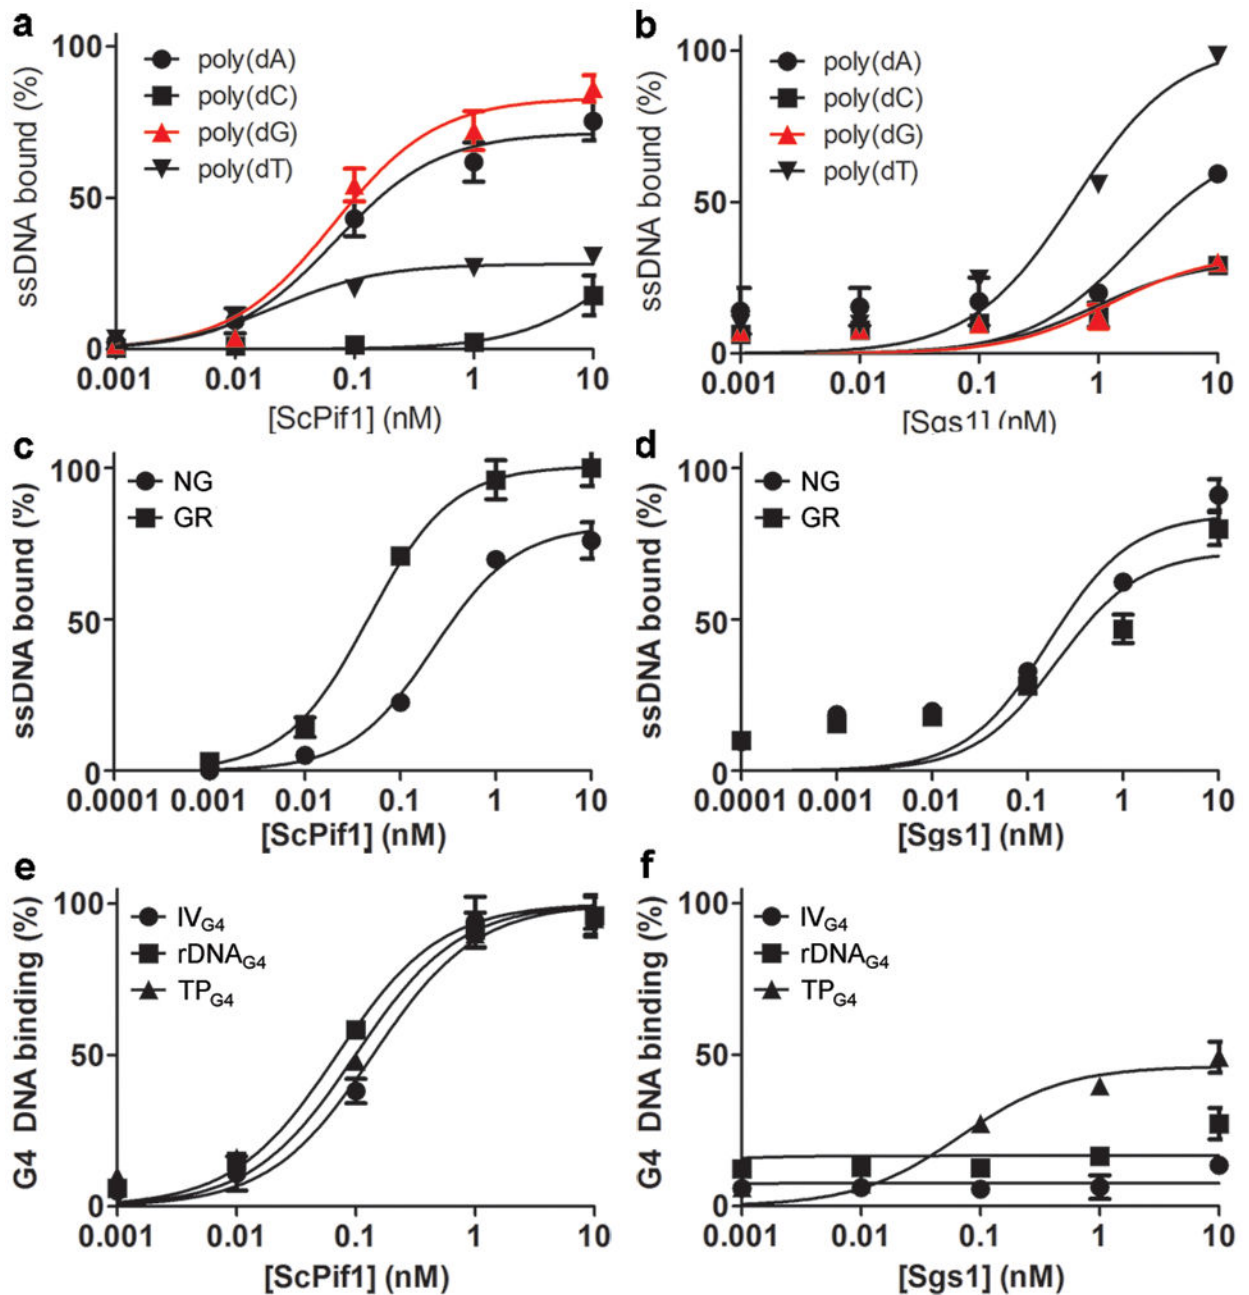 a
100
ssDNA bound (%)
poly(dA)
poly(dC)
poly(dG)
poly(dT)
50
0
0.001 0.01 0.1 1 10
[ScPif1] (nM)
b
100
ssDNA bound (%)
poly(dA)
poly(dC)
poly(dG)
poly(dT)
50
0
0.001 0.01 0.1 1 10
[Sgs1] (nM)
c
100
ssDNA bound (%)
NG
GR
50
0
0.0001 0.001 0.01 0.1 1 10
[ScPif1] (nM)
d
100
ssDNA bound (%)
NG
GR
50
0
0.0001 0.001 0.01 0.1 1 10
[Sgs1] (nM)
e
100
G4 DNA binding (%)
IVG4
rDNAG4
TPG4
50
0
0.001 0.01 0.1 1 10
[ScPif1] (nM)
f
100
G4 DNA binding (%)
IVG4
rDNAG4
TPG4
50
0
0.001 0.01 0.1 1 10
[Sgs1] (nM)